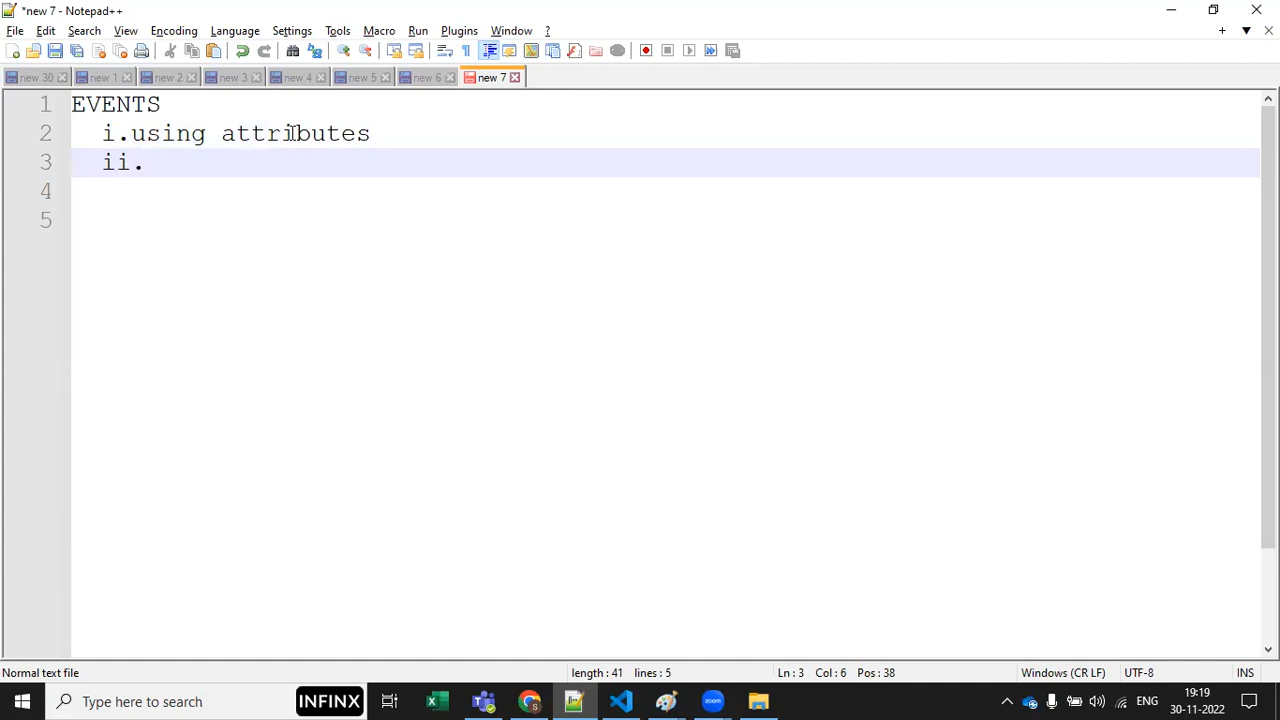 *new 7 - Notepad++
File Edit Search View Encoding Language Settings Tools Macro Run Plugins Window ?
new 30 new 1 new 2 new 3 new 4 new 5 new 6 new 7
1 EVENTS
2 i.using attributes
3 ii.
4
5
Normal text file length : 41 lines : 5 Ln : 3 Col : 6 Pos : 38 Windows (CR LF) UTF-8 INS
Type here to search INFINX zoom ENG 19:19
30-11-2022